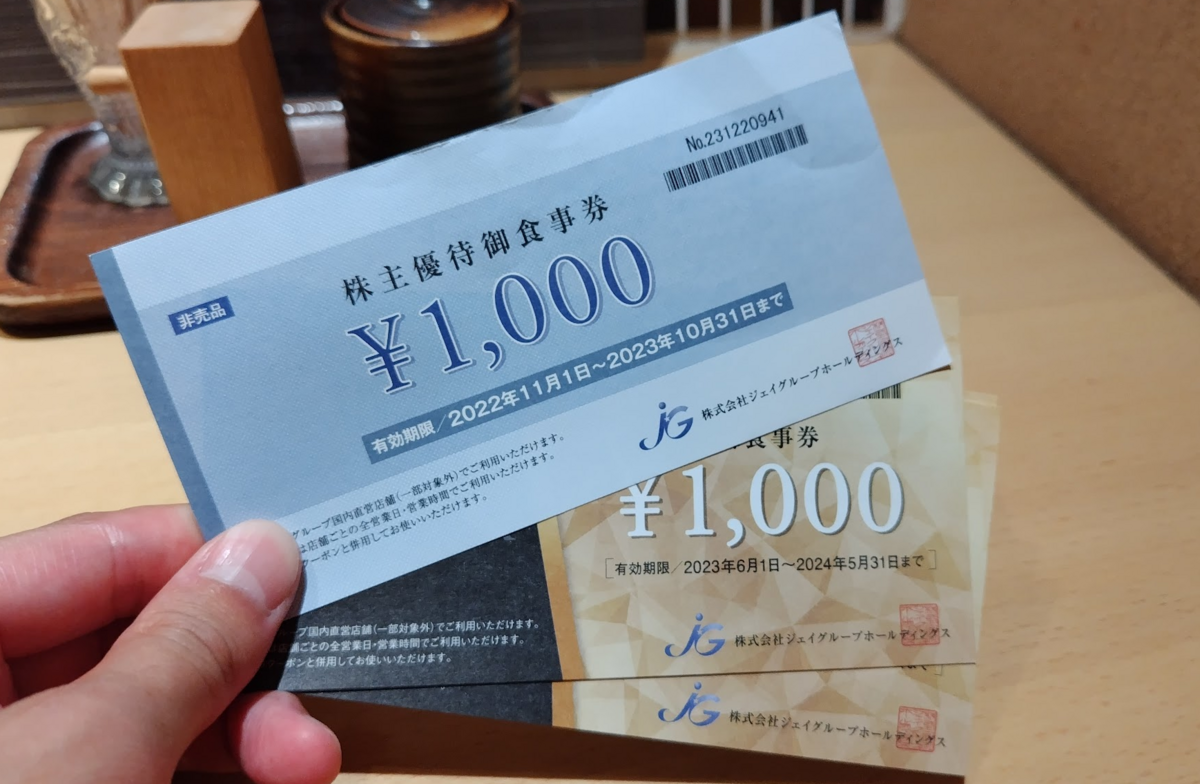 No.231220941
株主優待御食事券
非売品
¥1,000
有効期限/2022年11月1日～2023年10月31日まで
JG 株式会社ジェイグループホールディングス
グループ国内直営店舗(一部対象外)でご利用いただけます。
は店舗ごとの全営業日・営業時間でご利用いただけます。
クーポンと併用してお使いいただけます。
食事券
¥1,000
[有効期限/2023年6月1日～2024年5月31日まで]
JG 株式会社ジェイグループホールディングス
プ国内直営店舗(一部対象外)でご利用いただけます。
舗ごとの全営業日・営業時間でご利用いただけます。
ポンと併用してお使いいただけます。
JG 株式会社ジェイグループホールディングス